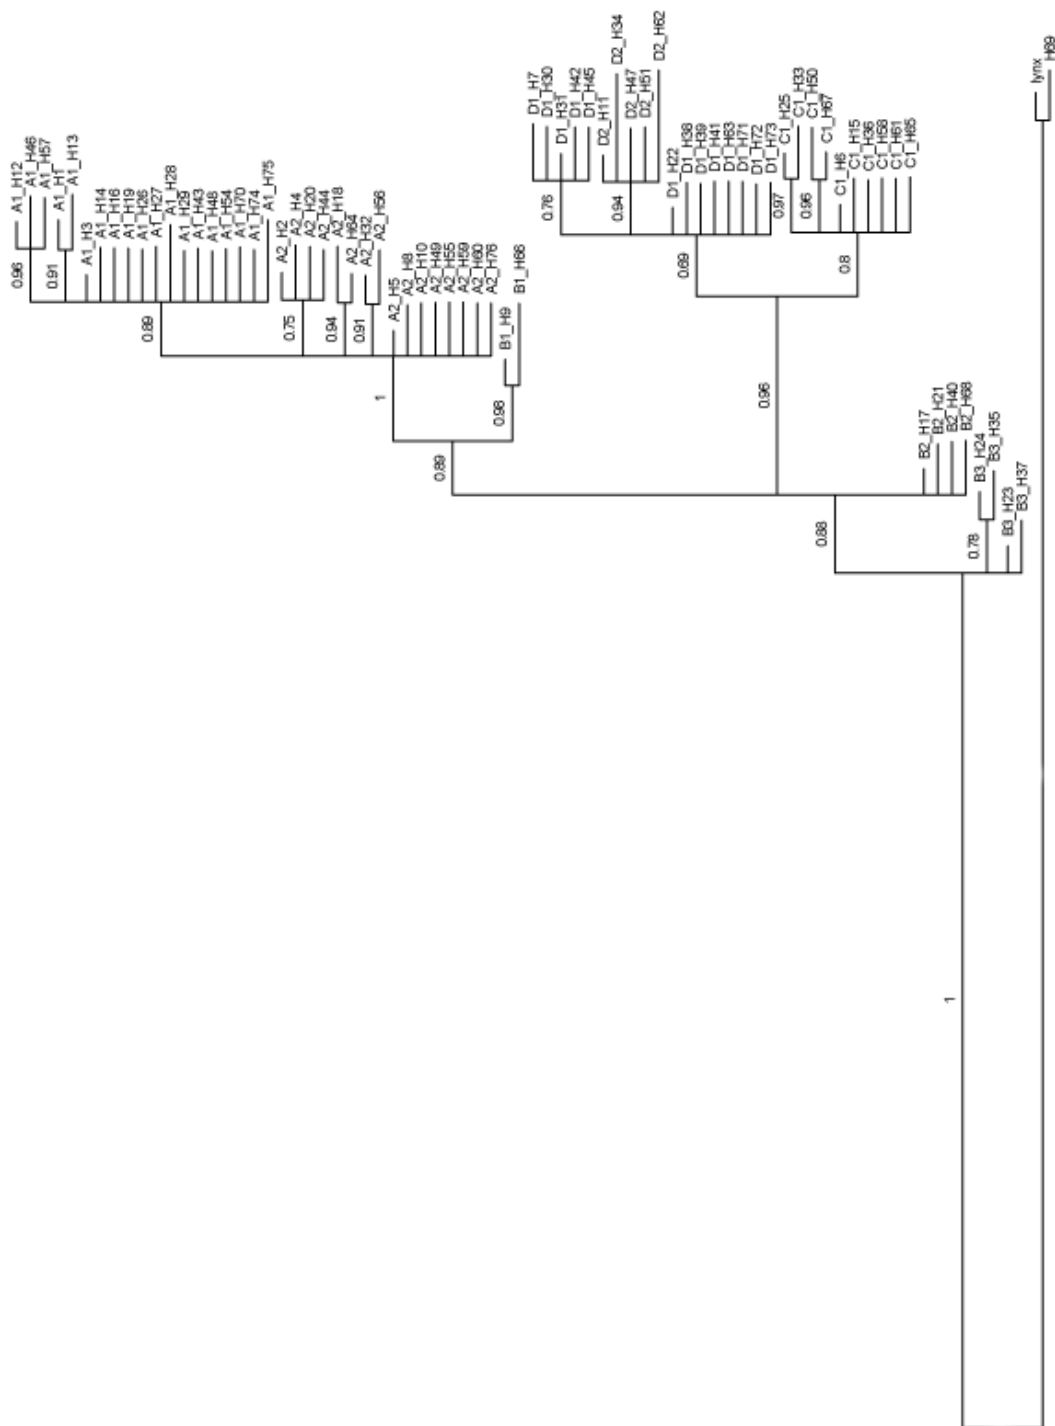 A1_H12
A1_H46
A1_H57
0.96
A1_H1
A1_H13
0.91
A1_H3
A1_H14
A1_H16
A1_H19
A1_H26
A1_H27
A1_H28
A1_H29
A1_H43
A1_H48
A1_H54
A1_H70
A1_H74
A1_H75
0.89
A2_H2
A2_H4
A2_H20
A2_H44
0.75
A2_H18
A2_H64
0.94
A2_H32
A2_H56
0.91
A2_H5
A2_H8
A2_H10
A2_H49
A2_H55
A2_H59
A2_H60
A2_H76
1
B1_H9
B1_H66
0.98
0.89
D1_H7
D1_H30
D1_H31
D1_H42
D1_H45
0.76
D2_H11
D2_H34
D2_H47
D2_H51
D2_H62
0.94
D1_H22
D1_H38
D1_H39
D1_H41
D1_H63
D1_H71
D1_H72
D1_H73
0.69
C1_H25
C1_H33
0.97
C1_H50
C1_H67
0.96
C1_H6
C1_H15
C1_H36
C1_H58
C1_H61
C1_H65
0.8
0.96
B2_H17
B2_H21
B2_H40
B2_H68
0.88
B3_H24
B3_H35
0.78
B3_H23
B3_H37
1
lynx
H69